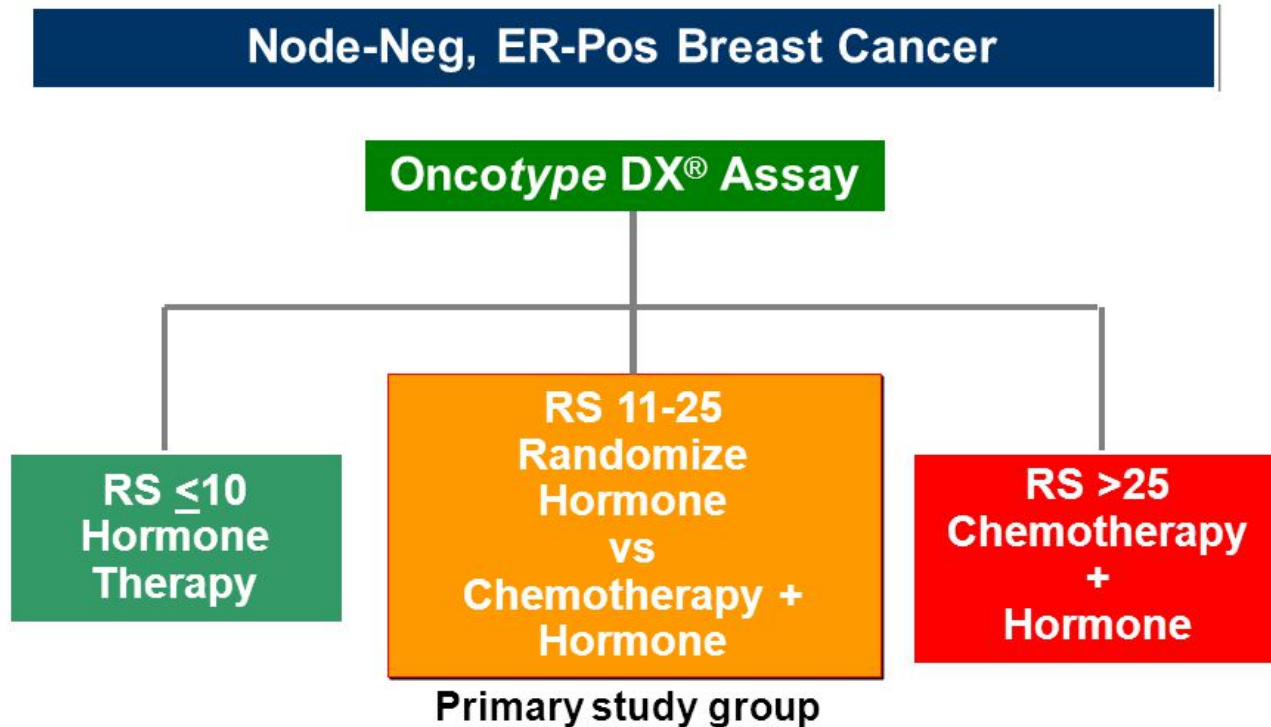 Node-Neg, ER-Pos Breast Cancer
Oncotype DX® Assay
RS ≤10
Hormone
Therapy
RS 11-25
Randomize
Hormone
vs
Chemotherapy +
Hormone
RS >25
Chemotherapy
+
Hormone
Primary study group